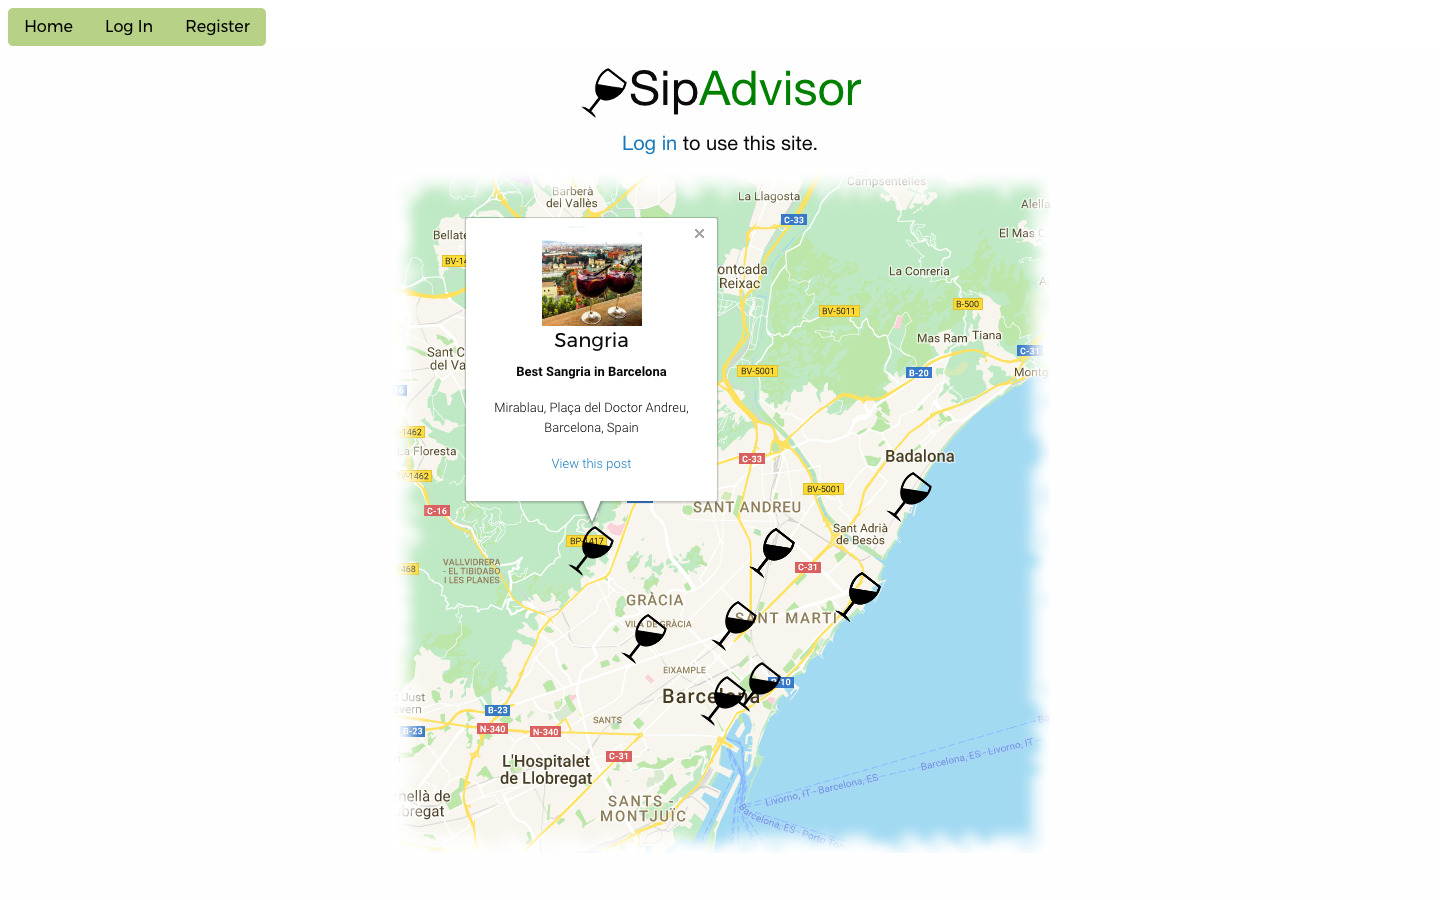 Home Log In Register
SipAdvisor
Log in to use this site.
Barberà
del Vallès
La Llagosta
Campsentelles
Alella
C-33
Bellate
El Mas C
BV-14
ontcada
Reixac
La Conreria
A
B-500
BV-5011
Mas Ram
Tiana
C-31
Sant C
del Va
BV-5001
B-20
Montg
×
Sangria
Best Sangria in Barcelona
Mirablau, Plaça del Doctor Andreu,
Barcelona, Spain
View this post
-1462
La Floresta
V-1462
C-33
Badalona
BV-5001
C-16
SANT ANDREU
Sant Adrià
de Besòs
BP-1417
VALLVIDRERA
- EL TIBIDABO
I LES PLANES
468
C-31
GRÀCIA
VILA DE GRÀCIA
SANT MARTÍ
EIXAMPLE
B-10
Barcelona
t Just
vern
B-23
SANTS
B-23
N-340
N-340
C-31
L'Hospitalet
de Llobregat
Barcelona, ES - Livorno, IT
Livorno, IT - Barcelona, ES
nellà de
bregat
SANTS -
MONTJUÏC
Barcelona, ES - Porto To